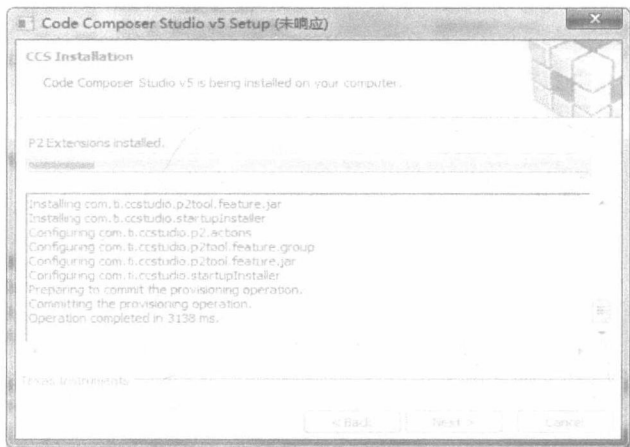 Code Composer Studio v5 Setup (未响应)
CCS Installation
Code Composer Studio v5 is being installed on your computer.
P2 Extensions installed.
Installing com.ti.ccstudio.p2tool.feature.jar
Installing com.ti.ccstudio.startupInstaller
Configuring com.ti.ccstudio.p2.actions
Configuring com.ti.ccstudio.p2tool.feature.group
Configuring com.ti.ccstudio.p2tool.feature.jar
Configuring com.ti.ccstudio.startupInstaller
Preparing to commit the provisioning operation.
Committing the provisioning operation.
Operation completed in 3138 ms.
Texas Instruments
< Back Next > Cancel